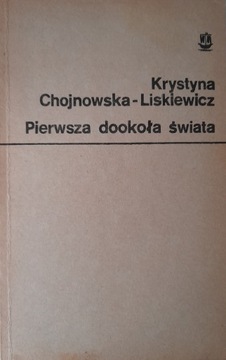 Krystyna
Chojnowska-Liskiewicz
Pierwsza dookoła świata